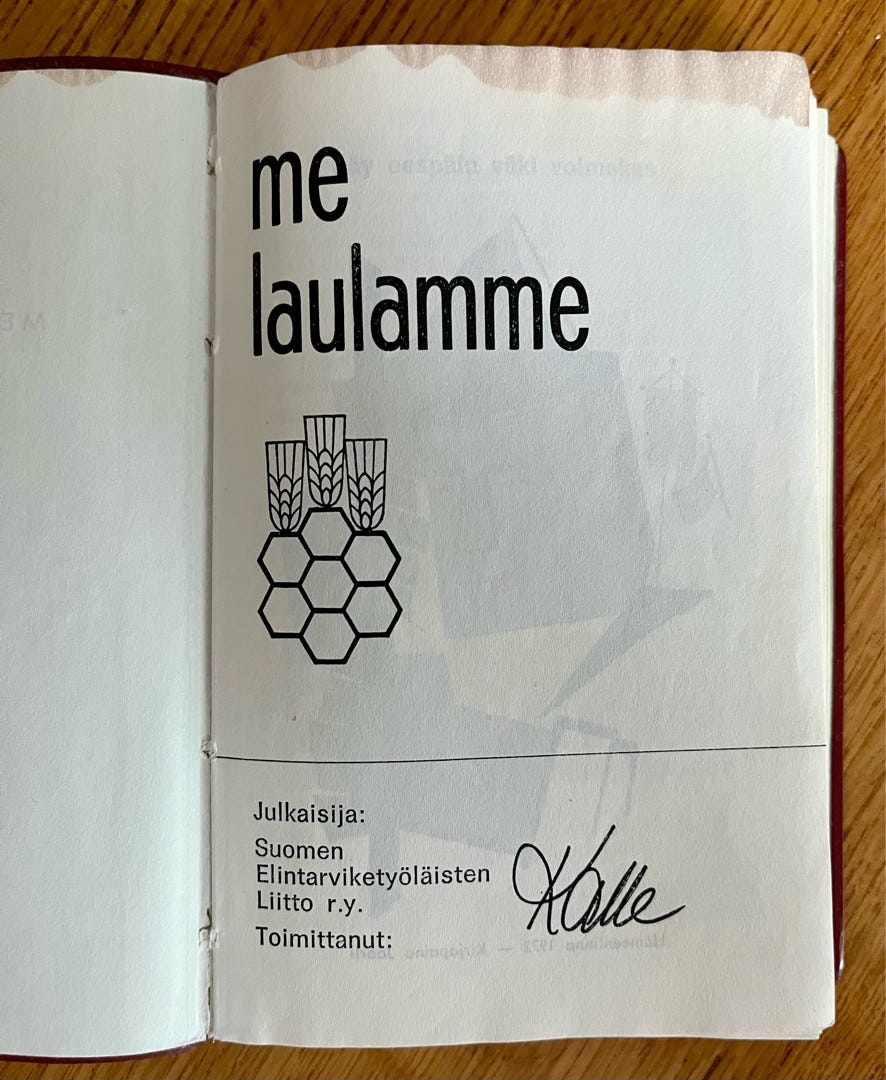 me
laulamme
Julkaisija:
Suomen
Elintarviketyöläisten
Liitto r.y.
Toimittanut:
Kalle